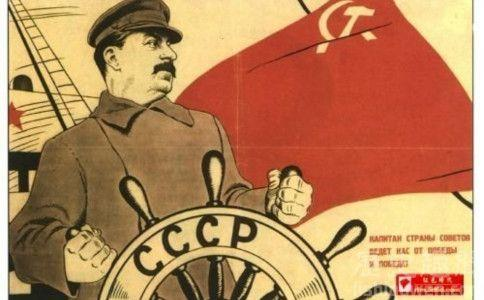 СССР
КАПИТАН СТРАНЫ СОВЕТОВ
ВЕДЕТ НАС ОТ ПОБЕДЫ
К ПОБЕДЕ!